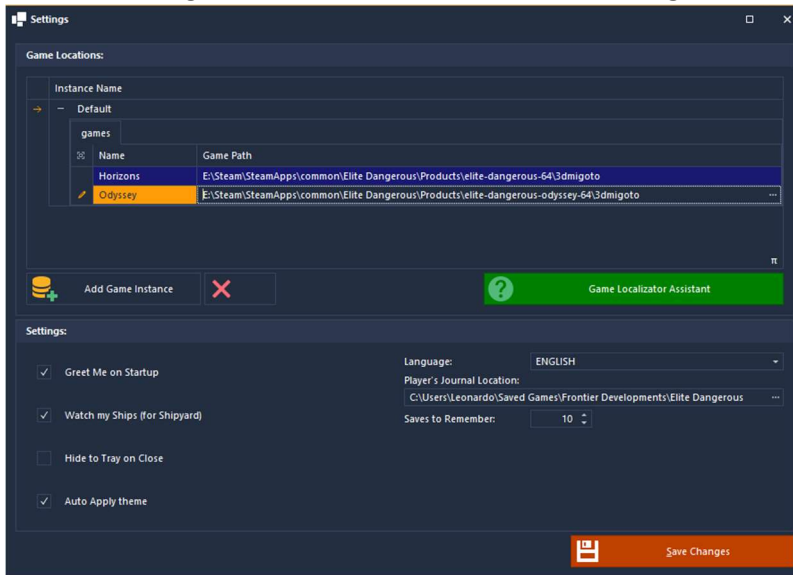 Settings
Game Locations:
Instance Name
Default
games
Name Game Path
Horizons E:\Steam\SteamApps\common\Elite Dangerous\Products\elite-dangerous-64\3dmigoto
Odyssey E:\Steam\SteamApps\common\Elite Dangerous\Products\elite-dangerous-odyssey-64\3dmigoto ...
π
Add Game Instance
Game Localizator Assistant
Settings:
Greet Me on Startup
Language: ENGLISH
Player's Journal Location:
C:\Users\Leonardo\Saved Games\Frontier Developments\Elite Dangerous ...
Watch my Ships (for Shipyard)
Saves to Remember: 10
Hide to Tray on Close
Auto Apply theme
Save Changes